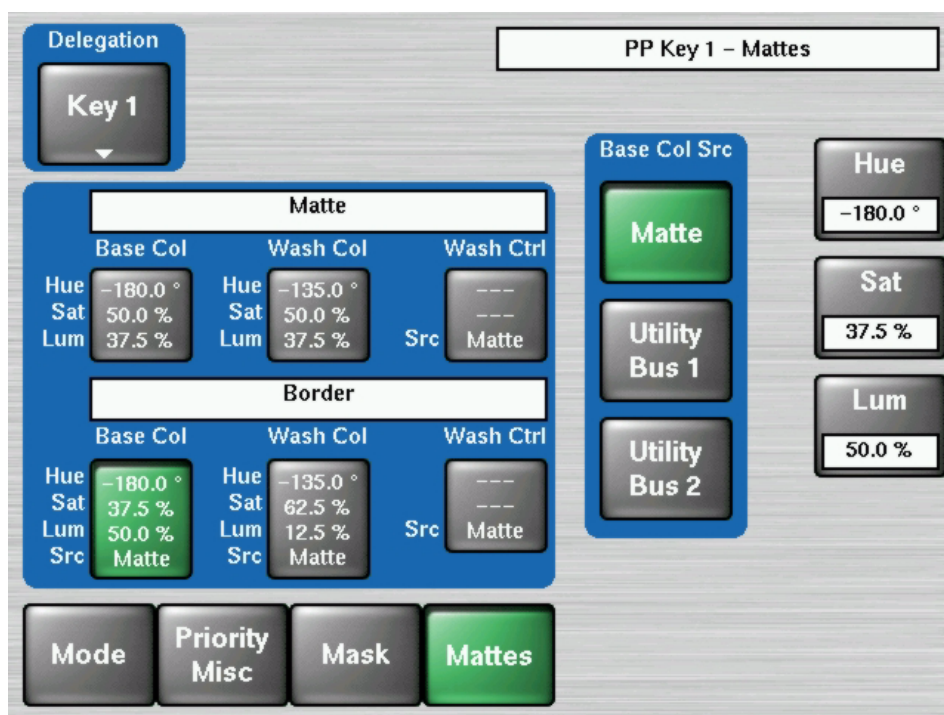 Delegation
PP Key 1 – Mattes
Key 1
Matte
Base Col Wash Col Wash Ctrl
Hue −180.0 ° Hue −135.0 ° ---
Sat 50.0 % Sat 50.0 % ---
Lum 37.5 % Lum 37.5 % Src Matte
Border
Base Col Wash Col Wash Ctrl
Hue −180.0 ° Hue −135.0 ° ---
Sat 37.5 % Sat 62.5 % ---
Lum 50.0 % Lum 12.5 % Src Matte
Src Matte Src Matte
Base Col Src
Matte
Utility
Bus 1
Utility
Bus 2
Hue
−180.0 °
Sat
37.5 %
Lum
50.0 %
Mode
Priority
Misc
Mask
Mattes